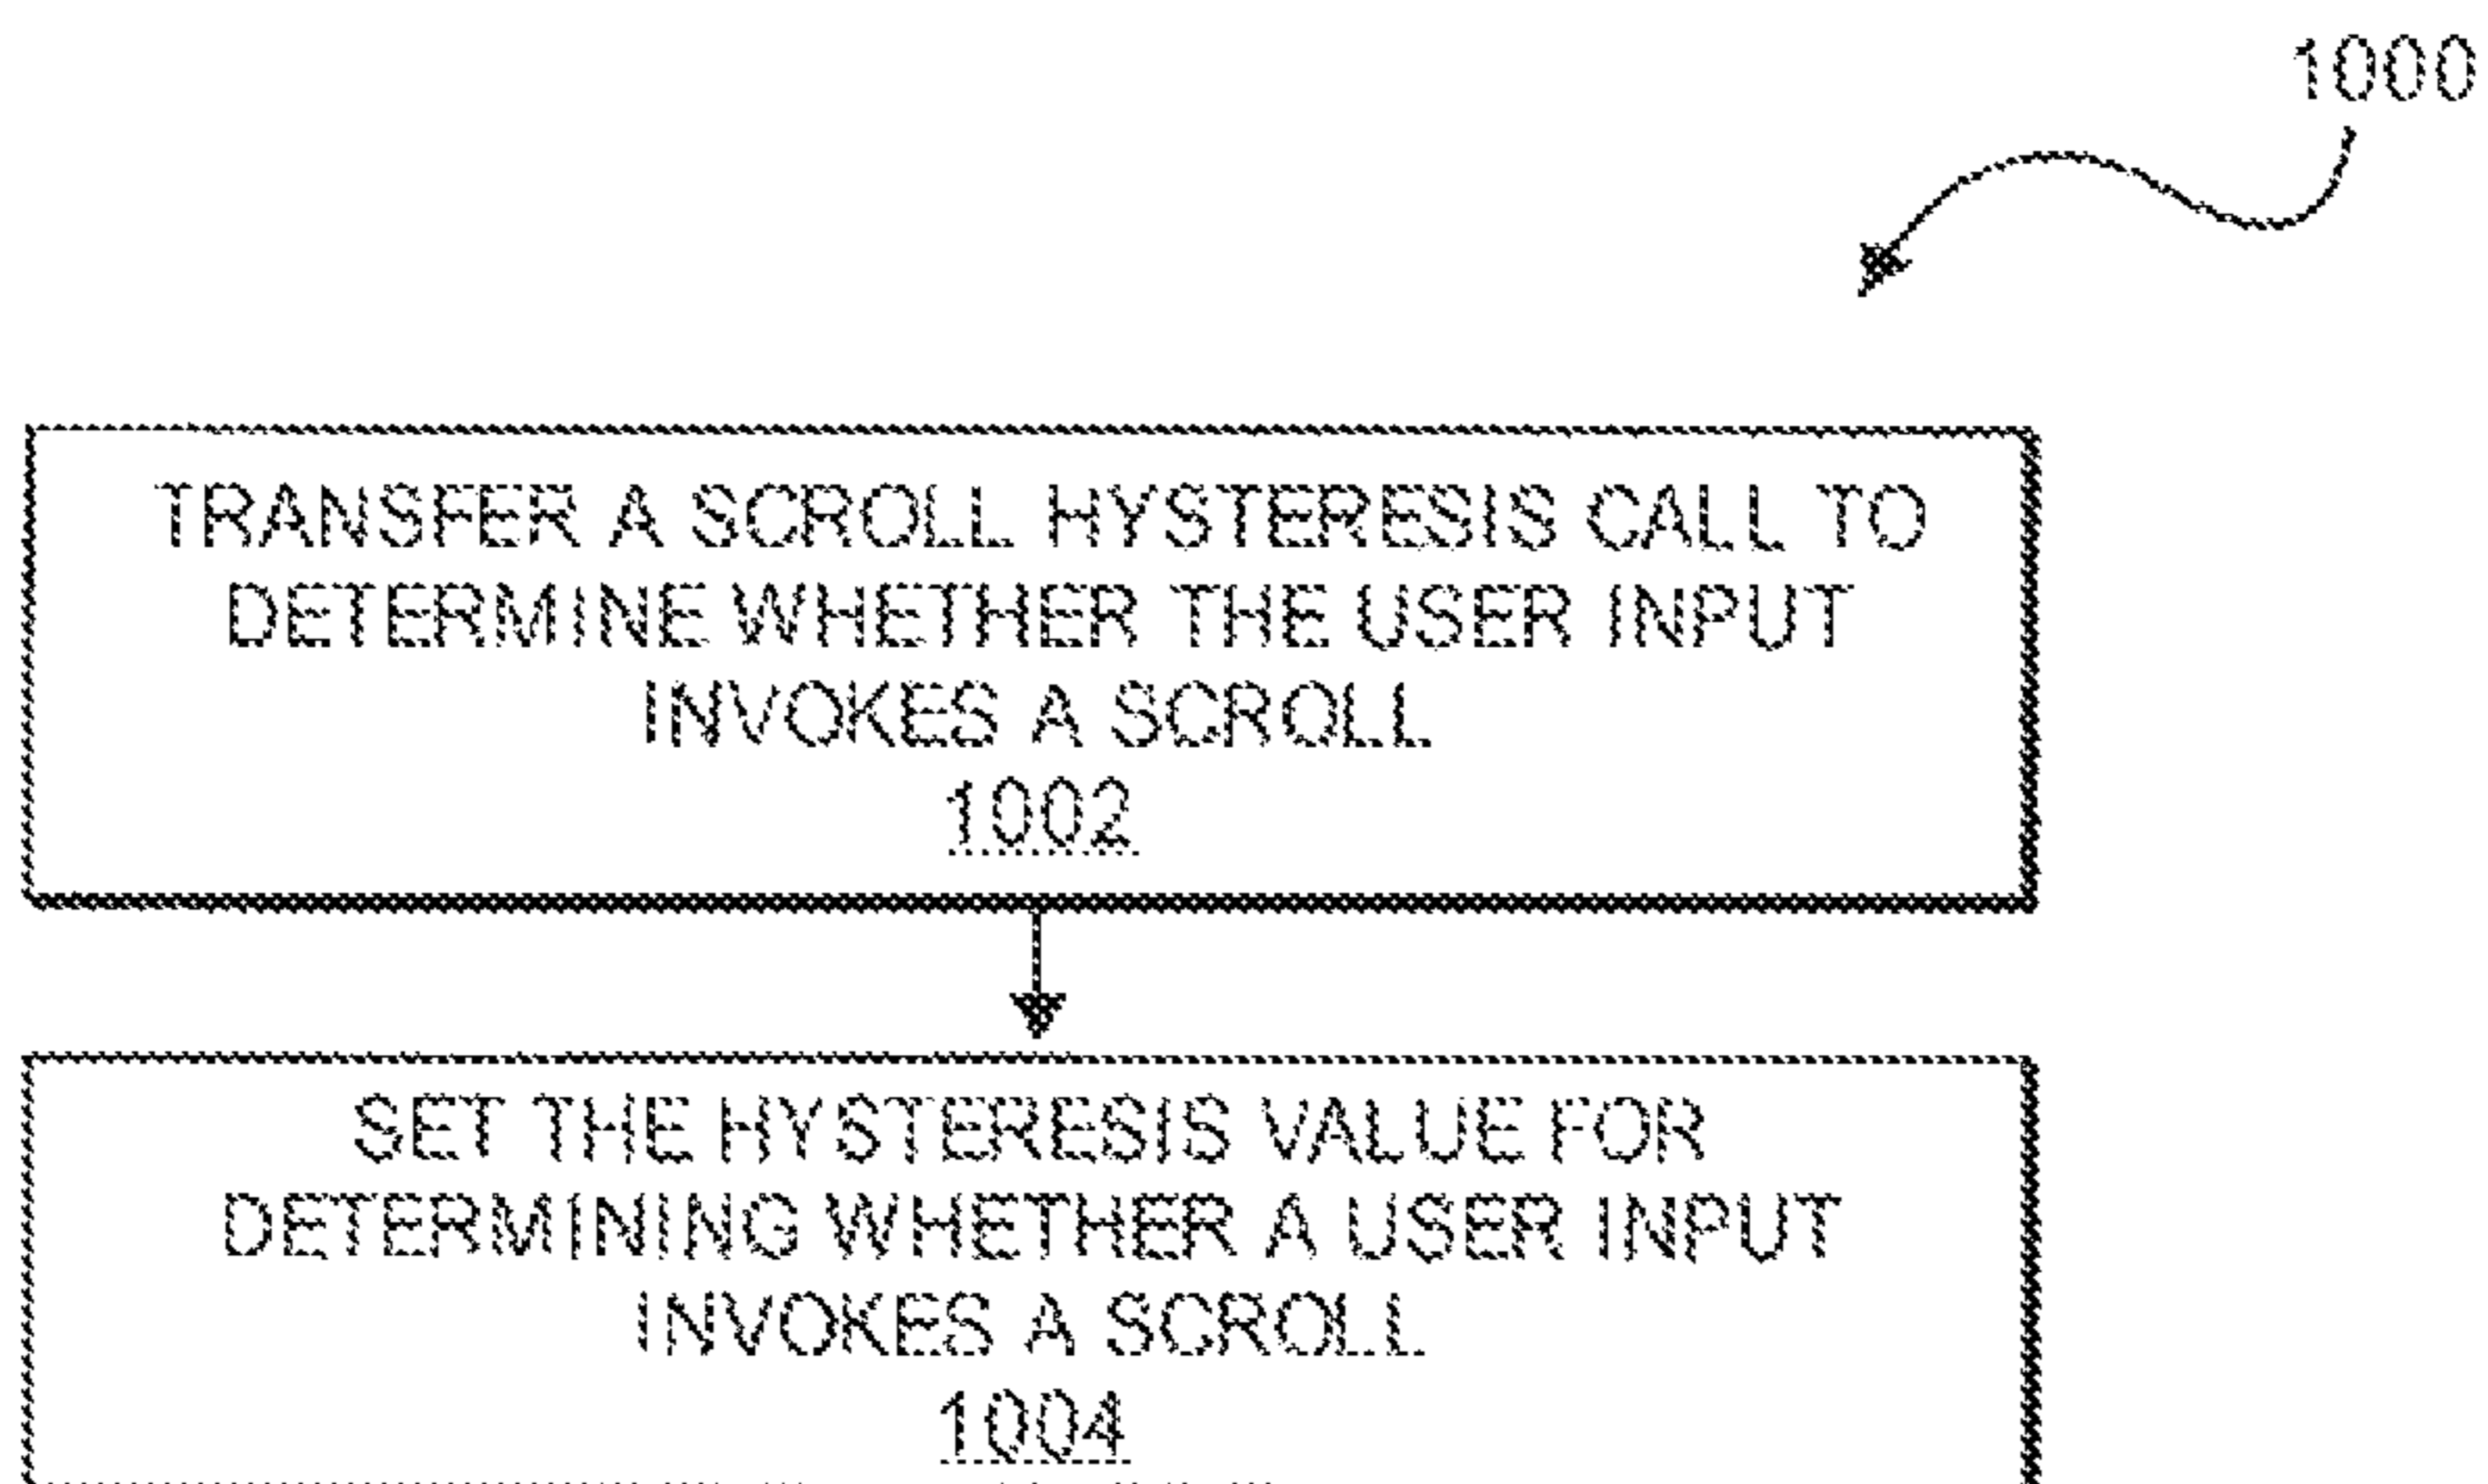 1000
TRANSFER A SCROLL HYSTERESIS CALL TO
DETERMINE WHETHER THE USER INPUT
INVOKES A SCROLL
1002
SET THE HYSTERESIS VALUE FOR
DETERMINING WHETHER A USER INPUT
INVOKES A SCROLL
1004